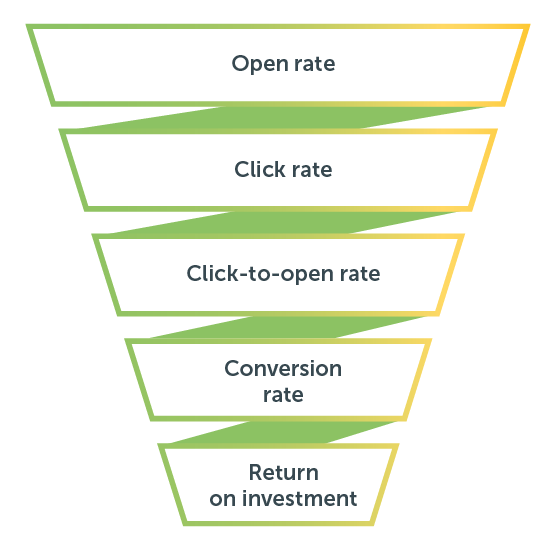 Open rate
Click rate
Click-to-open rate
Conversion
rate
Return
on investment